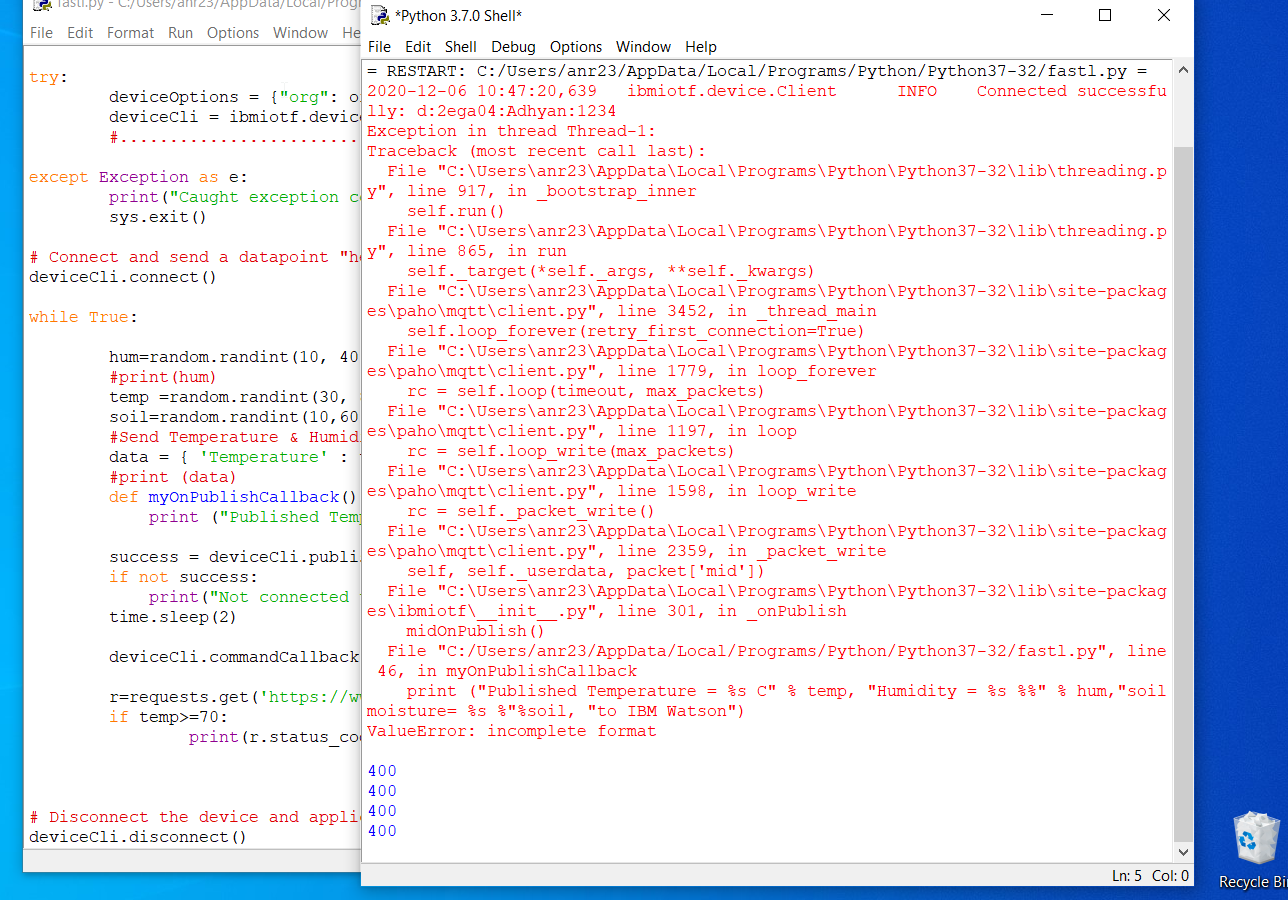 fastl.py - C:/Users/anr23/AppData/Local/Progr
File Edit Format Run Options Window He
try:
deviceOptions = {"org": o
deviceCli = ibmiotf.devic
#........................
except Exception as e:
print("Caught exception c
sys.exit()
# Connect and send a datapoint "he
deviceCli.connect()
while True:
hum=random.randint(10, 40
#print(hum)
temp =random.randint(30,
soil=random.randint(10,60
#Send Temperature & Humid
data = { 'Temperature' :
#print (data)
def myOnPublishCallback()
print ("Published Temp
success = deviceCli.publi
if not success:
print("Not connected
time.sleep(2)
deviceCli.commandCallback
r=requests.get('https://w
if temp>=70:
print(r.status_co
# Disconnect the device and appli
deviceCli.disconnect()
*Python 3.7.0 Shell*
File Edit Shell Debug Options Window Help
= RESTART: C:/Users/anr23/AppData/Local/Programs/Python/Python37-32/fastl.py =
2020-12-06 10:47:20,639 ibmiotf.device.Client INFO Connected successfu
lly: d:2ega04:Adhyan:1234
Exception in thread Thread-1:
Traceback (most recent call last):
File "C:\Users\anr23\AppData\Local\Programs\Python\Python37-32\lib\threading.p
y", line 917, in _bootstrap_inner
self.run()
File "C:\Users\anr23\AppData\Local\Programs\Python\Python37-32\lib\threading.p
y", line 865, in run
self._target(*self._args, **self._kwargs)
File "C:\Users\anr23\AppData\Local\Programs\Python\Python37-32\lib\site-packag
es\paho\mqtt\client.py", line 3452, in _thread_main
self.loop_forever(retry_first_connection=True)
File "C:\Users\anr23\AppData\Local\Programs\Python\Python37-32\lib\site-packag
es\paho\mqtt\client.py", line 1779, in loop_forever
rc = self.loop(timeout, max_packets)
File "C:\Users\anr23\AppData\Local\Programs\Python\Python37-32\lib\site-packag
es\paho\mqtt\client.py", line 1197, in loop
rc = self.loop_write(max_packets)
File "C:\Users\anr23\AppData\Local\Programs\Python\Python37-32\lib\site-packag
es\paho\mqtt\client.py", line 1598, in loop_write
rc = self._packet_write()
File "C:\Users\anr23\AppData\Local\Programs\Python\Python37-32\lib\site-packag
es\paho\mqtt\client.py", line 2359, in _packet_write
self, self._userdata, packet['mid'])
File "C:\Users\anr23\AppData\Local\Programs\Python\Python37-32\lib\site-packag
es\ibmiotf\__init__.py", line 301, in _onPublish
midOnPublish()
File "C:/Users/anr23/AppData/Local/Programs/Python/Python37-32/fastl.py", line
46, in myOnPublishCallback
print ("Published Temperature = %s C" % temp, "Humidity = %s %%" % hum,"soil
moisture= %s %"%soil, "to IBM Watson")
ValueError: incomplete format
400
400
400
400
Ln: 5 Col: 0
Recycle Bi